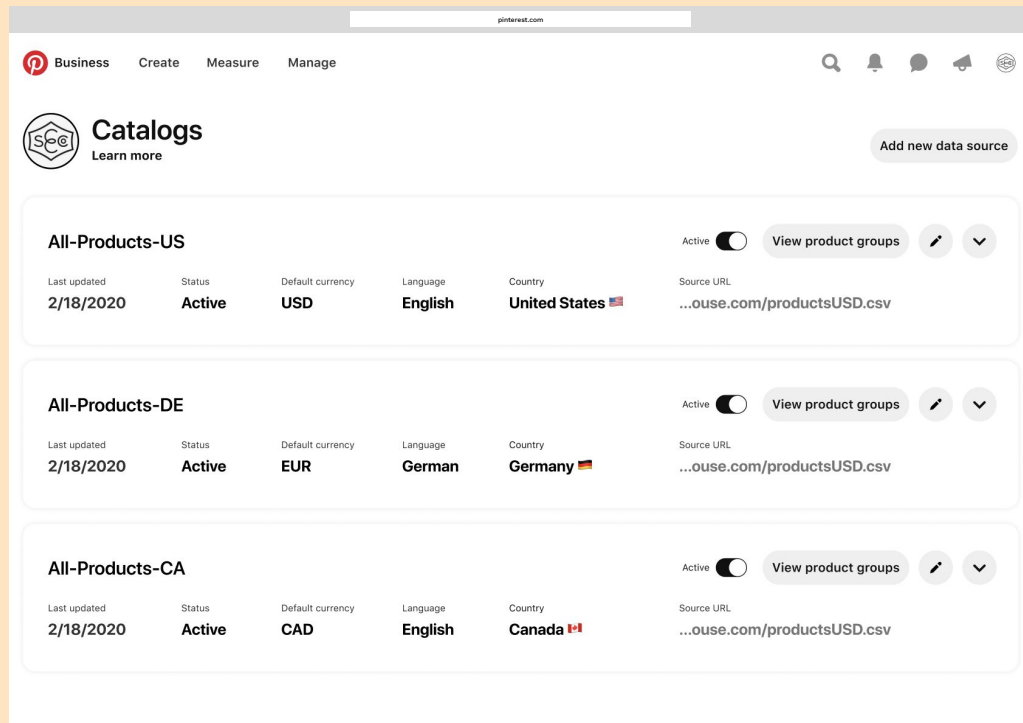 pinterest.com
Business Create Measure Manage
SCC
Catalogs
Learn more
Add new data source
All-Products-US
Active
View product groups
Last updated Status Default currency Language Country Source URL
2/18/2020 Active USD English United States ...ouse.com/productsUSD.csv
All-Products-DE
Active
View product groups
Last updated Status Default currency Language Country Source URL
2/18/2020 Active EUR German Germany ...ouse.com/productsUSD.csv
All-Products-CA
Active
View product groups
Last updated Status Default currency Language Country Source URL
2/18/2020 Active CAD English Canada ...ouse.com/productsUSD.csv